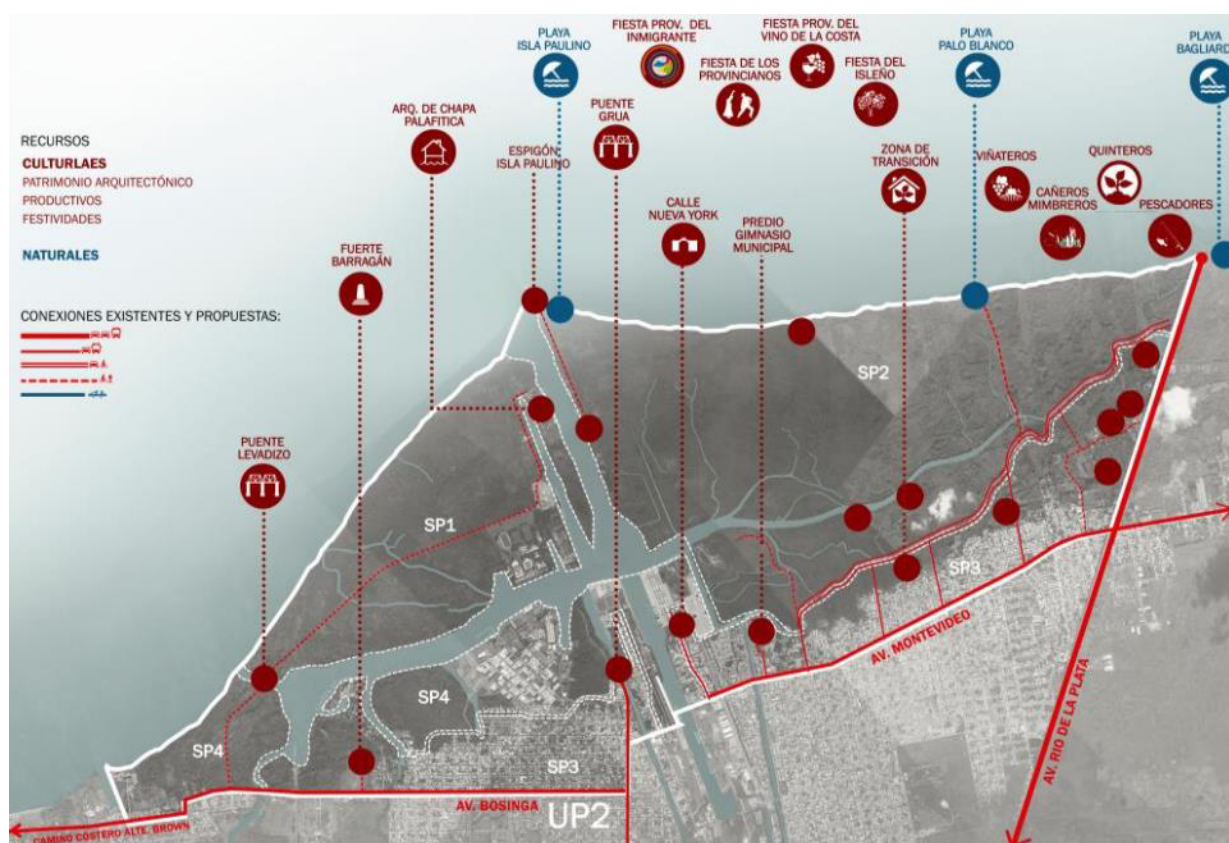 PLAYA
ISLA PAULINO
FIESTA PROV. DEL
INMIGRANTE
FIESTA PROV. DEL
VINO DE LA COSTA
PLAYA
PALO BLANCO
PLAYA
BAGLIARD
FIESTA DE LOS
PROVINCIANOS
FIESTA DEL
ISLEÑO
ARQ. DE CHAPA
PALAFITICA
PUENTE
GRUA
RECURSOS
CULTURLAES
PATRIMONIO ARQUITECTÓNICO
PRODUCTIVOS
FESTIVIDADES
NATURALES
ESPIGÓN
ISLA PAULINO
ZONA DE
TRANSICIÓN
VIÑATEROS
QUINTEROS
CAÑEROS
MIMBREROS
PESCADORES
CALLE
NUEVA YORK
PREDIO
GIMNASIO
MUNICIPAL
FUERTE
BARRAGÁN
CONEXIONES EXISTENTES Y PROPUESTAS:
SP2
PUENTE
LEVADIZO
SP1
SP3
AV. MONTEVIDEO
SP4
SP4
SP3
AV. RIO DE LA PLATA
AV. BOSINGA
UP2
CAMINO COSTERO ALTE. BROWN